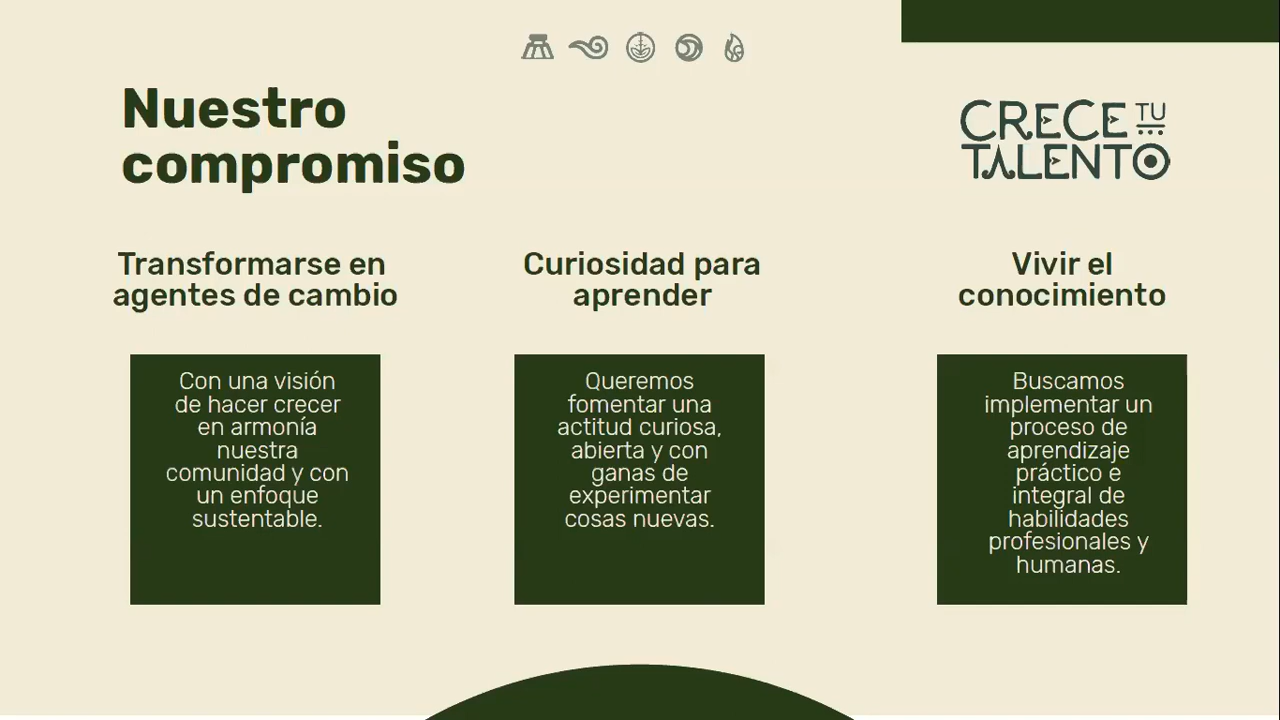 Nuestro
compromiso
CRECE TU
TALENTO
Transformarse en
agentes de cambio
Con una visión
de hacer crecer
en armonía
nuestra
comunidad y con
un enfoque
sustentable.
Curiosidad para
aprender
Queremos
fomentar una
actitud curiosa,
abierta y con
ganas de
experimentar
cosas nuevas.
Vivir el
conocimiento
Buscamos
implementar un
proceso de
aprendizaje
práctico e
integral de
habilidades
profesionales y
humanas.